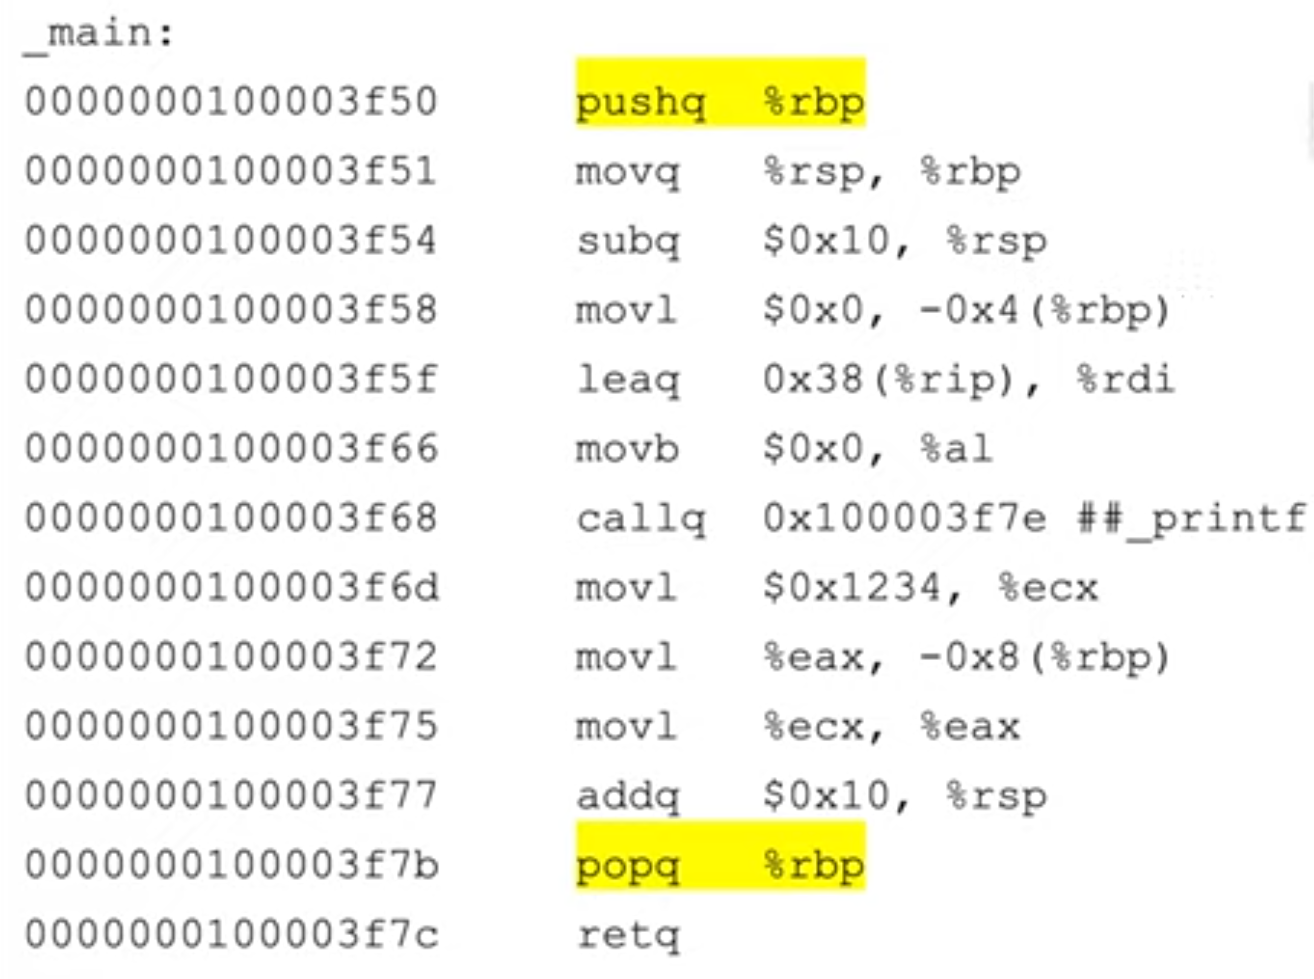 _main:
0000000100003f50 pushq %rbp
0000000100003f51 movq %rsp, %rbp
0000000100003f54 subq $0x10, %rsp
0000000100003f58 movl $0x0, -0x4(%rbp)
0000000100003f5f leaq 0x38(%rip), %rdi
0000000100003f66 movb $0x0, %al
0000000100003f68 callq 0x100003f7e ##_printf
0000000100003f6d movl $0x1234, %ecx
0000000100003f72 movl %eax, -0x8(%rbp)
0000000100003f75 movl %ecx, %eax
0000000100003f77 addq $0x10, %rsp
0000000100003f7b popq %rbp
0000000100003f7c retq